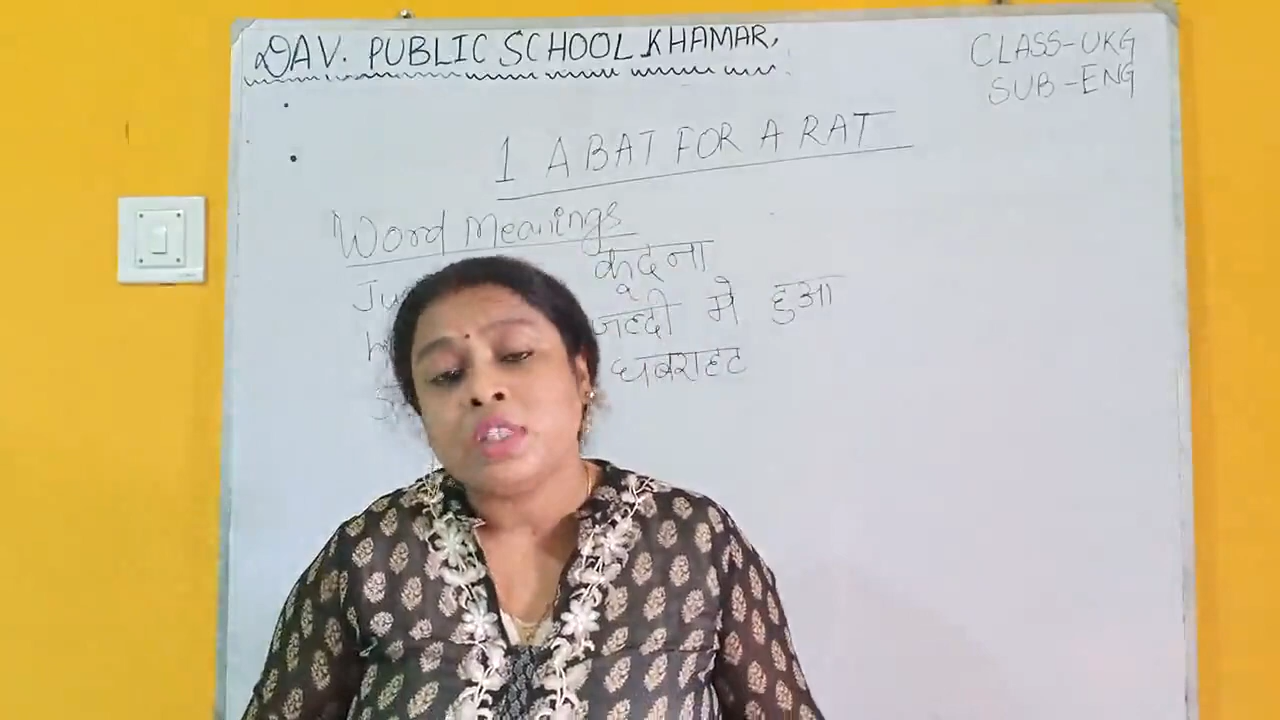 DAV. PUBLIC SCHOOL KHAMAR,
CLASS-UKG
SUB-ENG
1 A BAT FOR A RAT
Word Meanings
कूदना
जल्दी मे हुआ
घबराहट